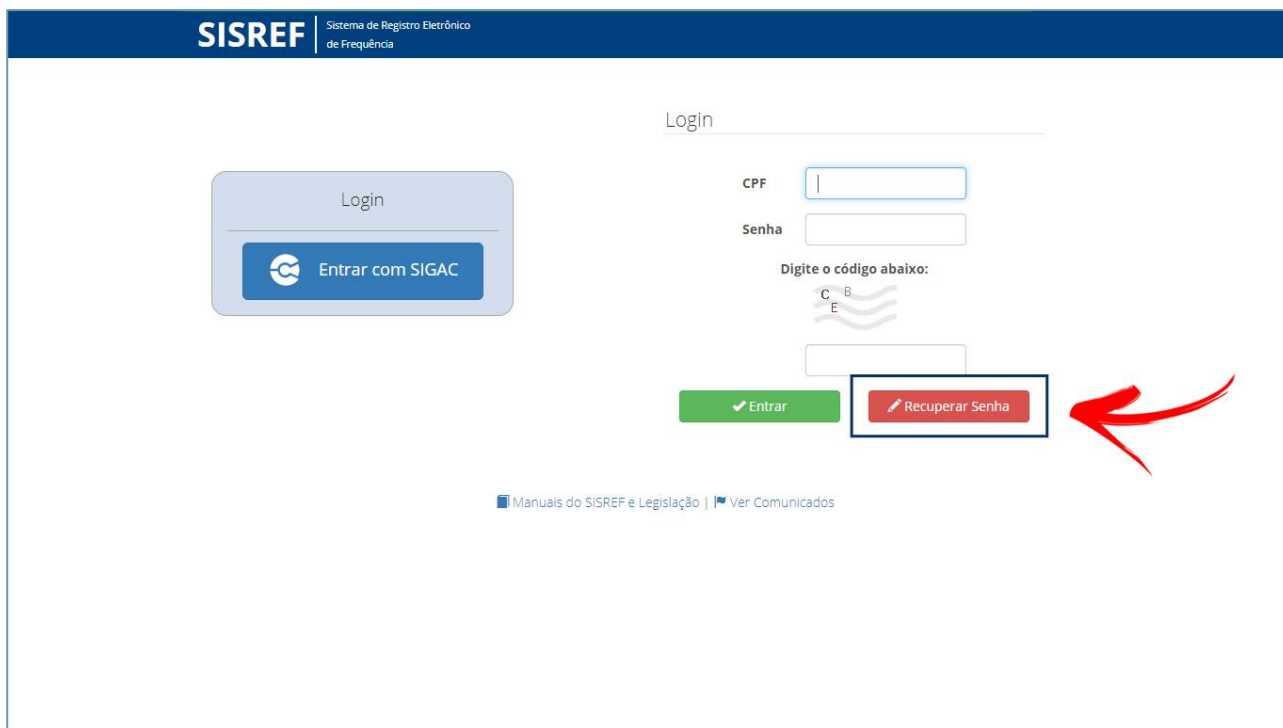 SISREF
Sistema de Registro Eletrônico
de Frequência
Login
Entrar com SIGAC
Login
CPF
Senha
Digite o código abaixo:
C B
E
Entrar
Recuperar Senha
Manuais do SISREF e Legislação | Ver Comunicados